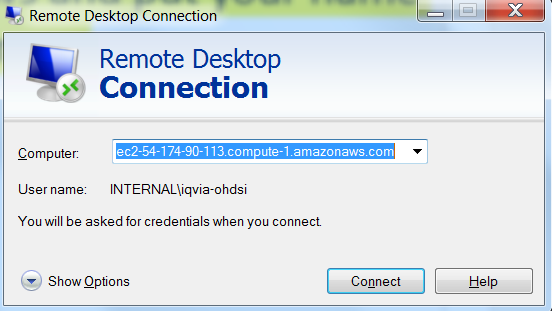 Remote Desktop Connection
Remote Desktop
Connection
Computer: ec2-54-174-90-113.compute-1.amazonaws.com
User name: INTERNAL\iqvia-ohdsi
You will be asked for credentials when you connect.
Show Options Connect Help